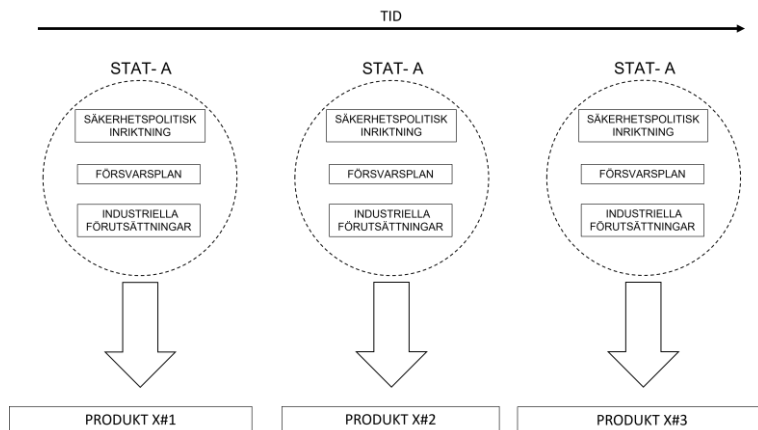 TID
STAT- A
SÄKERHETSPOLITISK
INRIKTNING
FÖRSVARSPLAN
INDUSTRIELLA
FÖRUTSÄTTNINGAR
PRODUKT X#1
STAT- A
SÄKERHETSPOLITISK
INRIKTNING
FÖRSVARSPLAN
INDUSTRIELLA
FÖRUTSÄTTNINGAR
PRODUKT X#2
STAT- A
SÄKERHETSPOLITISK
INRIKTNING
FÖRSVARSPLAN
INDUSTRIELLA
FÖRUTSÄTTNINGAR
PRODUKT X#3